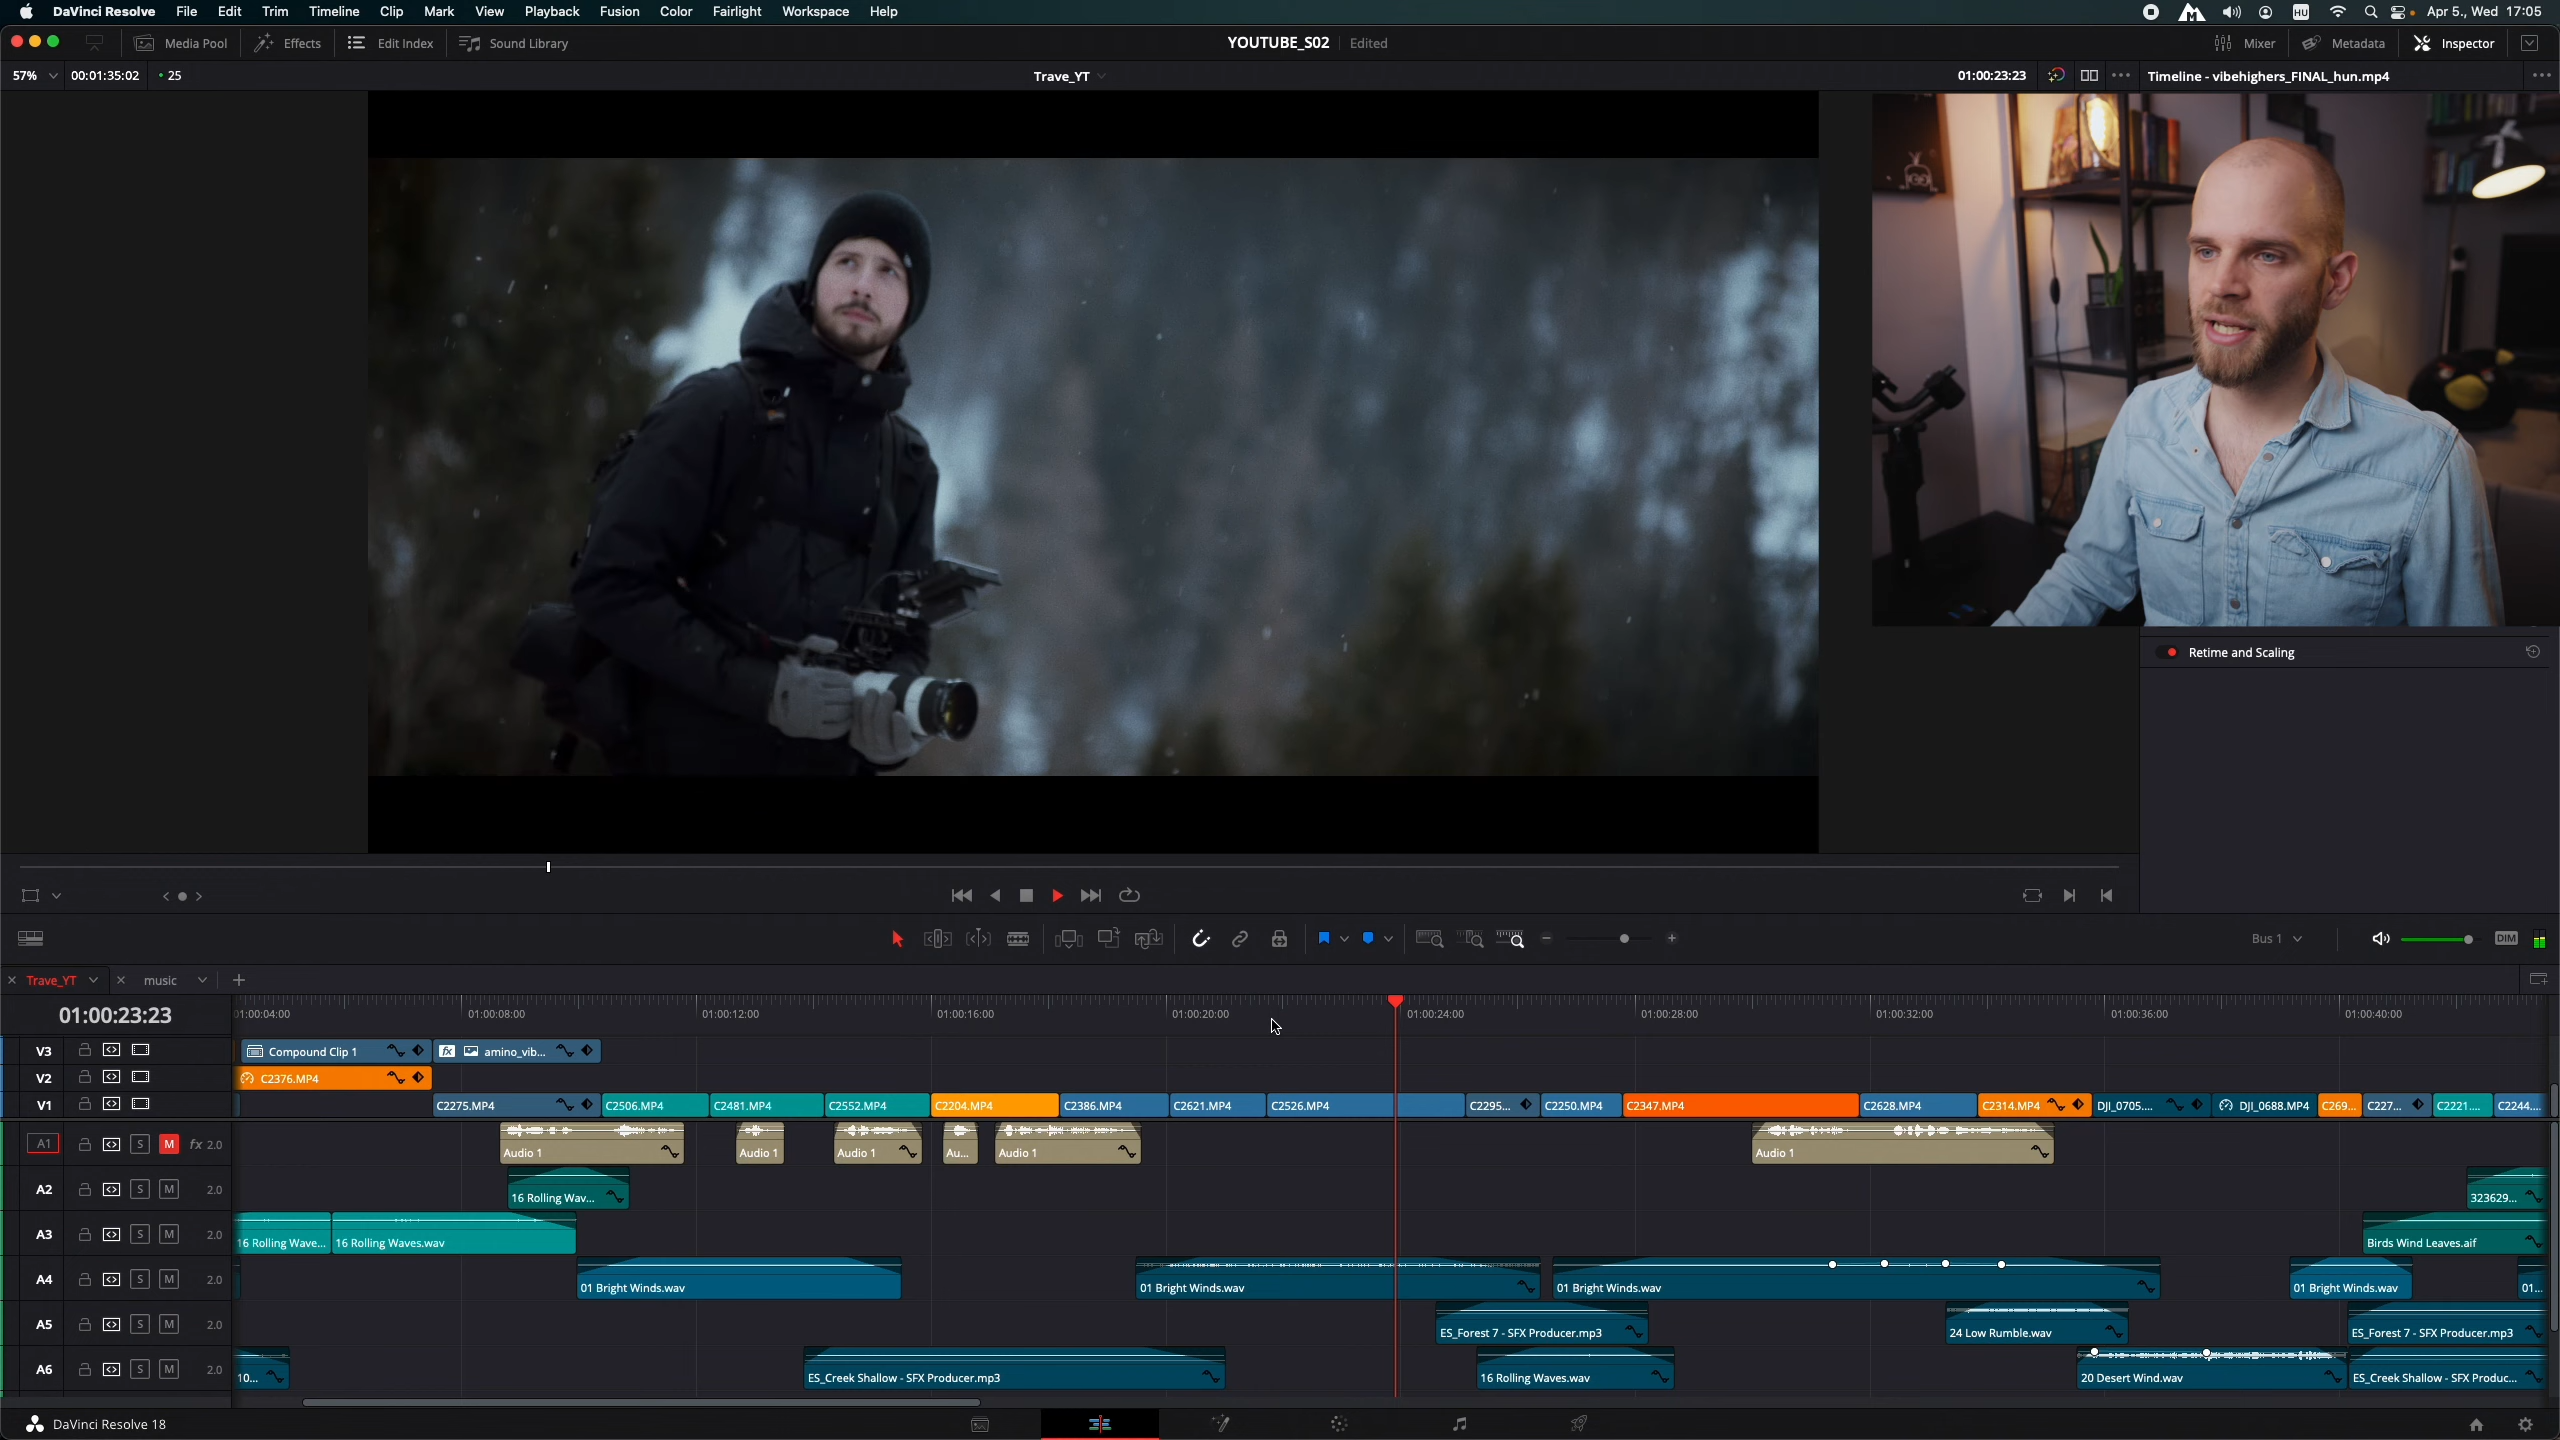 DaVinci Resolve File Edit Trim Timeline Clip Mark View Playback Fusion Color Fairlight Workspace Help HU Apr 5., Wed 17:05
Media Pool Effects Edit Index Sound Library YOUTUBE_S02 Edited Mixer Metadata Inspector
57% 00:01:35:02 25 Trave_YT 01:00:23:23 Timeline - vibehighers_FINAL_hun.mp4
Retime and Scaling
Bus 1 DIM
Trave_YT music
01:00:23:23 01:00:04:00 01:00:08:00 01:00:12:00 01:00:16:00 01:00:20:00 01:00:24:00 01:00:28:00 01:00:32:00 01:00:36:00 01:00:40:00
V3 Compound Clip 1 fx amino_vib...
V2 C2376.MP4
V1 C2275.MP4 C2506.MP4 C2481.MP4 C2552.MP4 C2204.MP4 C2386.MP4 C2621.MP4 C2526.MP4 C2295... C2250.MP4 C2347.MP4 C2628.MP4 C2314.MP4 DJI_0705.... DJI_0688.MP4 C269... C227... C2221.... C2244....
A1 S M fx 2.0 Audio 1 Audio 1 Audio 1 Au... Audio 1 Audio 1
A2 S M 2.0 16 Rolling Wav... 323629...
A3 S M 2.0 16 Rolling Wave... 16 Rolling Waves.wav Birds Wind Leaves.aif
A4 S M 2.0 01 Bright Winds.wav 01 Bright Winds.wav 01 Bright Winds.wav 01 Bright Winds.wav 01...
A5 S M 2.0 ES_Forest 7 - SFX Producer.mp3 24 Low Rumble.wav ES_Forest 7 - SFX Producer.mp3
A6 S M 2.0 10... ES_Creek Shallow - SFX Producer.mp3 16 Rolling Waves.wav 20 Desert Wind.wav ES_Creek Shallow - SFX Produc...
DaVinci Resolve 18